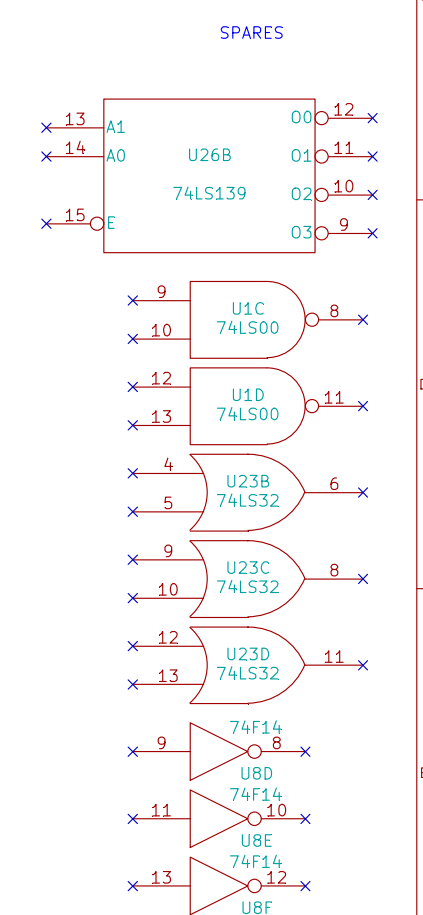 SPARES
13 A1 O0 12
14 A0 U26B O1 11
74LS139 O2 10
15 E O3 9
9 U1C 8
10 74LS00
12 U1D 11
13 74LS00
4 U23B 6
5 74LS32
9 U23C 8
10 74LS32
12 U23D 11
13 74LS32
74F14
9 8
U8D
74F14
11 10
U8E
74F14
13 12
U8F